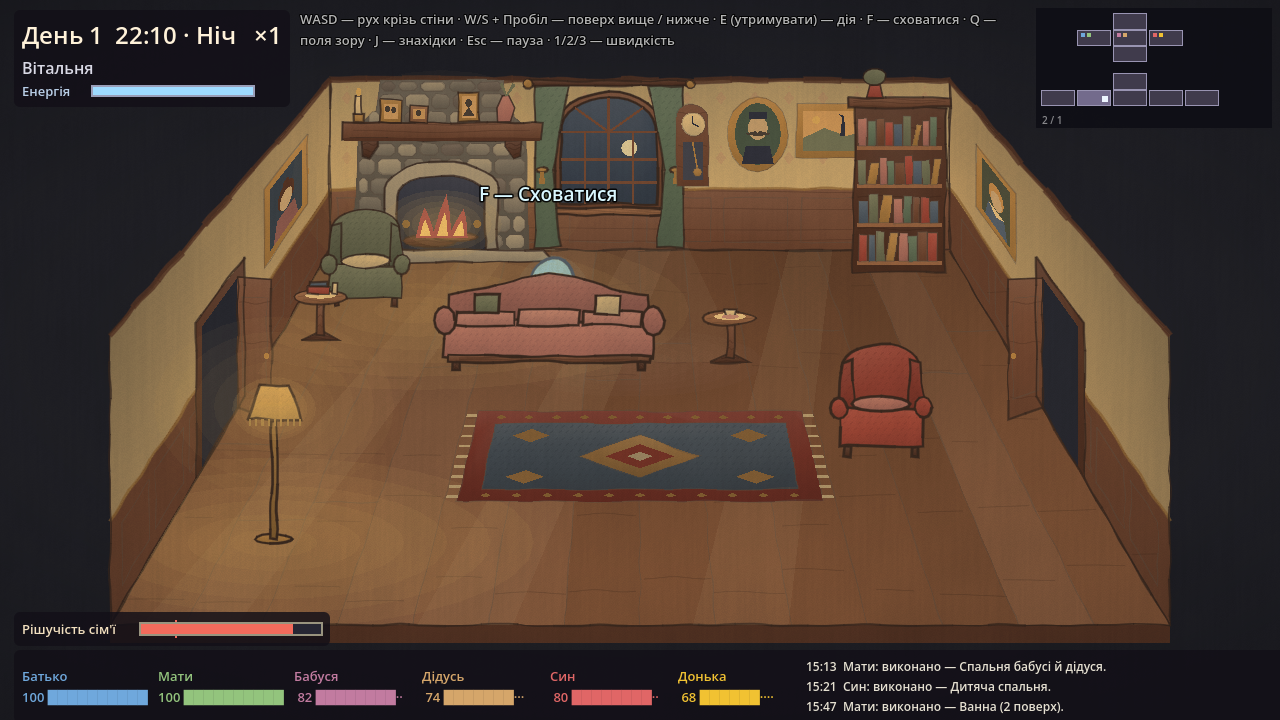 День 1 22:10 · Ніч ×1
Вітальня
Енергія
WASD — рух крізь стіни · W/S + Пробіл — поверх вище / нижче · E (утримувати) — дія · F — сховатися · Q —
поля зору · J — знахідки · Esc — пауза · 1/2/3 — швидкість
2 / 1
F — Сховатися
Рішучість сім'ї
Батько
100
Мати
100
Бабуся
82
Дідусь
74
Син
80
Донька
68
15:13 Мати: виконано — Спальня бабусі й дідуся.
15:21 Син: виконано — Дитяча спальня.
15:47 Мати: виконано — Ванна (2 поверх).